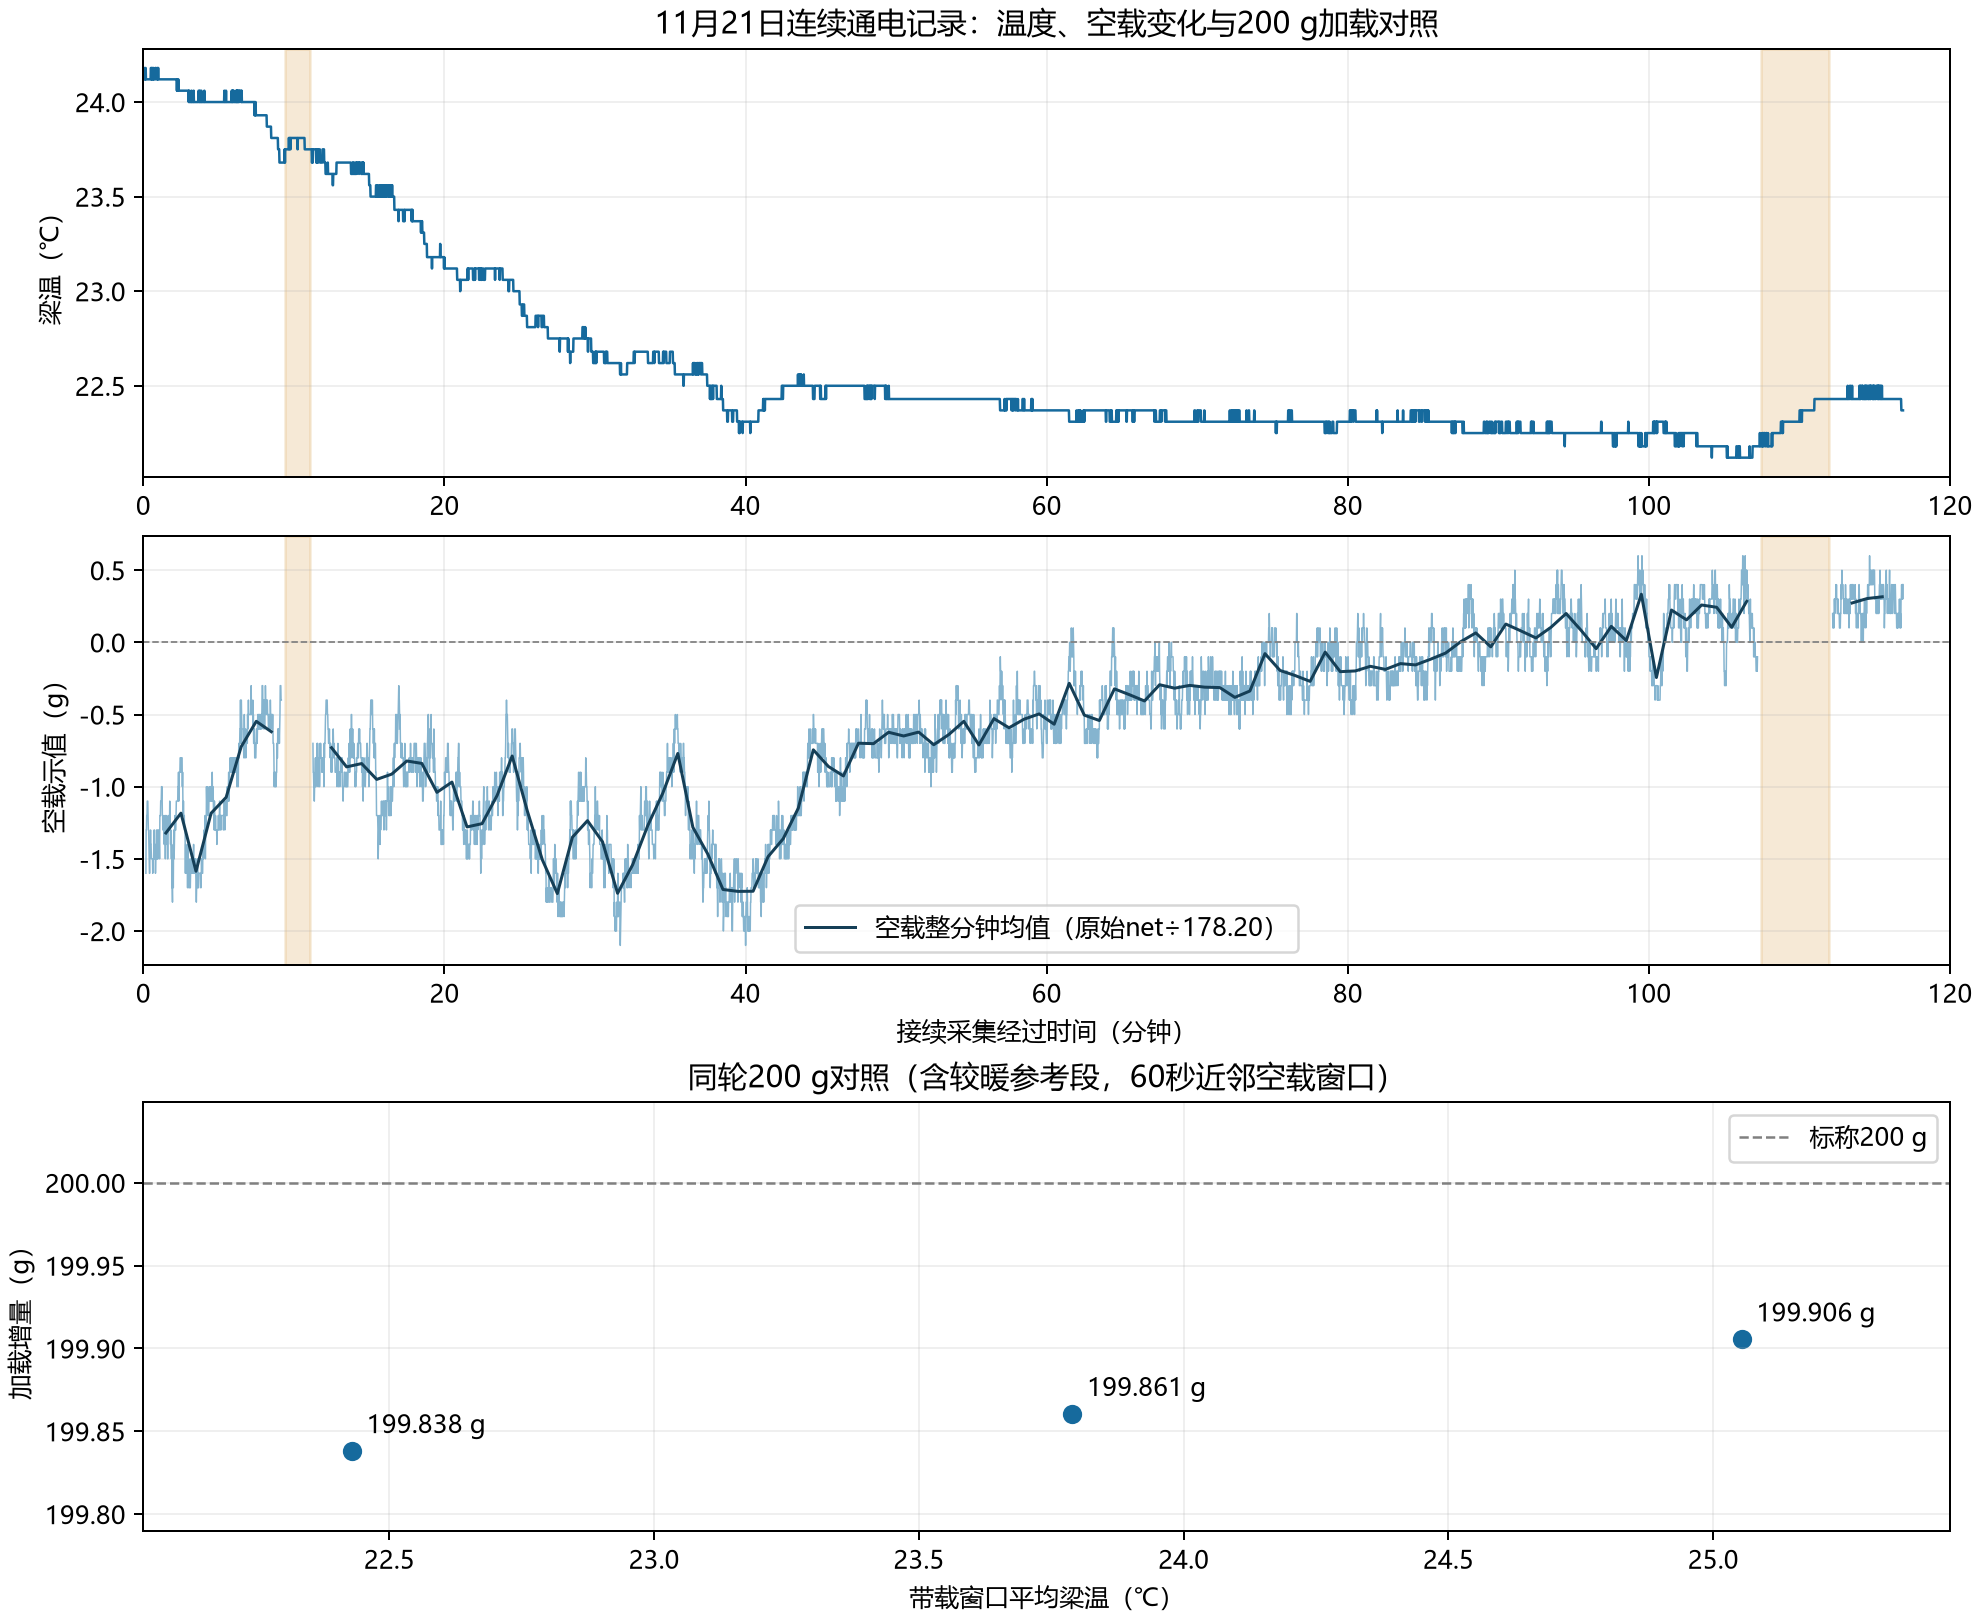 11月21日连续通电记录：温度、空载变化与200 g加载对照
梁温（℃）
24.0
23.5
23.0
22.5
0 20 40 60 80 100 120
空载示值（g）
0.5
0.0
-0.5
-1.0
-1.5
-2.0
空载整分钟均值（原始net÷178.20）
0 20 40 60 80 100 120
接续采集经过时间（分钟）
同轮200 g对照（含较暖参考段，60秒近邻空载窗口）
加载增量（g）
标称200 g
200.00
199.95
199.90
199.85
199.80
199.906 g
199.861 g
199.838 g
22.5 23.0 23.5 24.0 24.5 25.0
带载窗口平均梁温（℃）